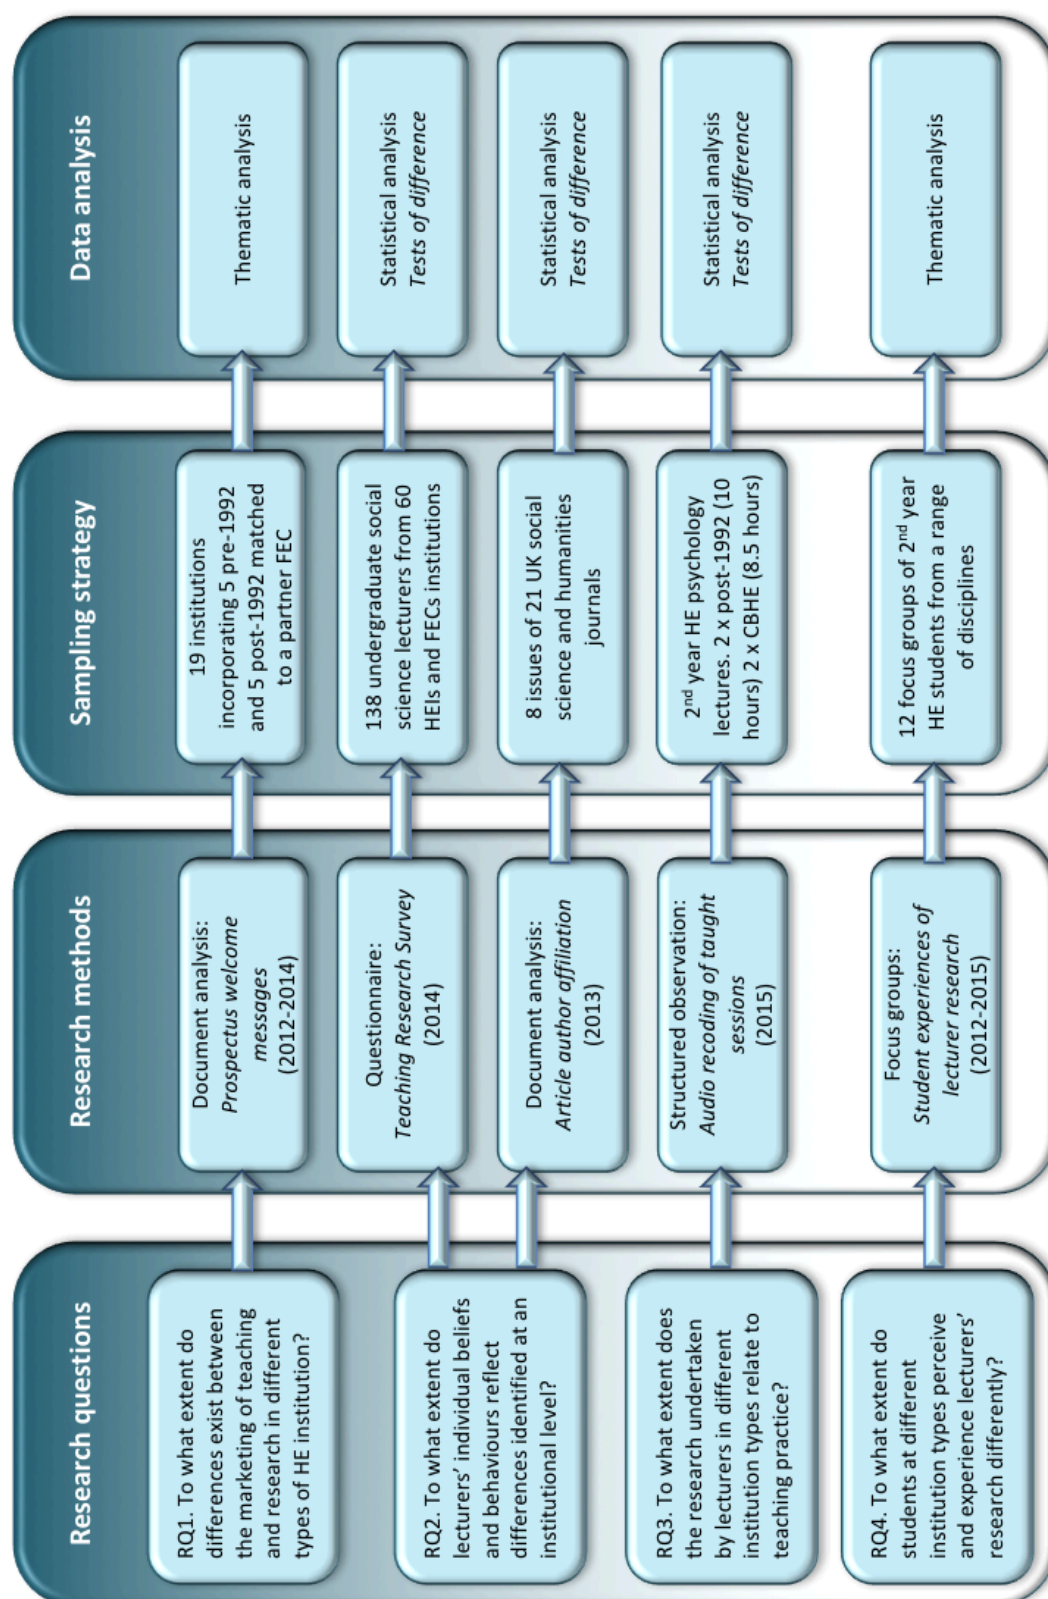 Research questions
RQ1. To what extent do
differences exist between
the marketing of teaching
and research in different
types of HE institution?
RQ2. To what extent do
lecturers' individual beliefs
and behaviours reflect
differences identified at an
institutional level?
RQ3. To what extent does
the research undertaken
by lecturers in different
institution types relate to
teaching practice?
RQ4. To what extent do
students at different
institution types perceive
and experience lecturers'
research differently?
Research methods
Document analysis:
Prospectus welcome
messages
(2012-2014)
Questionnaire:
Teaching Research Survey
(2014)
Document analysis:
Article author affiliation
(2013)
Structured observation:
Audio recoding of taught
sessions
(2015)
Focus groups:
Student experiences of
lecturer research
(2012-2015)
Sampling strategy
19 institutions
incorporating 5 pre-1992
and 5 post-1992 matched
to a partner FEC
138 undergraduate social
science lecturers from 60
HEIs and FECs institutions
8 issues of 21 UK social
science and humanities
journals
2nd year HE psychology
lectures. 2 x post-1992 (10
hours) 2 x CBHE (8.5 hours)
12 focus groups of 2nd year
HE students from a range
of disciplines
Data analysis
Thematic analysis
Statistical analysis
Tests of difference
Statistical analysis
Tests of difference
Statistical analysis
Tests of difference
Thematic analysis